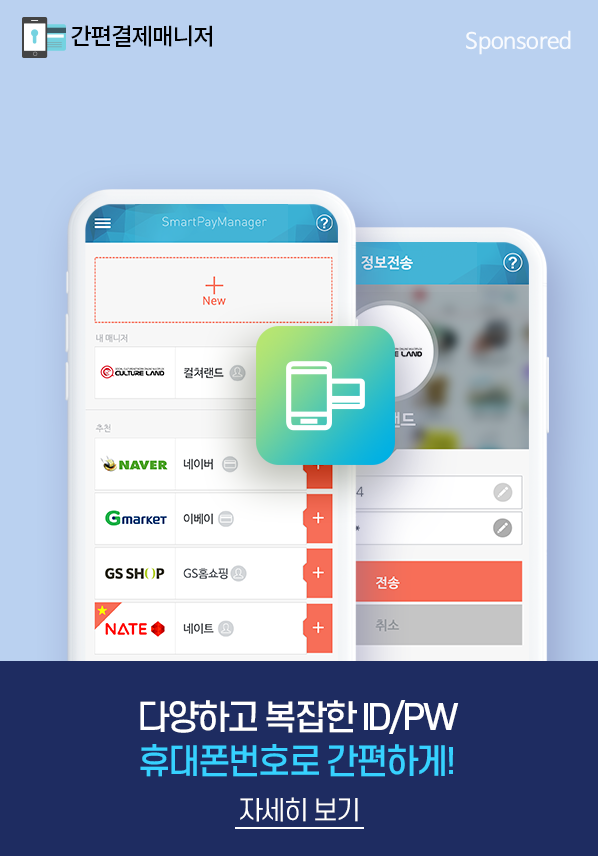 간편결제매니저
Sponsored
SmartPayManager
?
New
내 매니저
CULTURE LAND
컬쳐랜드
추천
NAVER
네이버
Gmarket
이베이
GS SHOP
GS홈쇼핑
NATE
네이트
정보전송
?
LAND
랜드
4
*
전송
취소
다양하고 복잡한 ID/PW
휴대폰번호로 간편하게!
자세히 보기